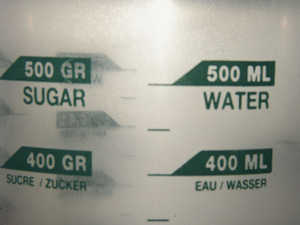 500 GR
SUGAR
500 ML
WATER
400 GR
SUCRE / ZUCKER
400 ML
EAU / WASSER